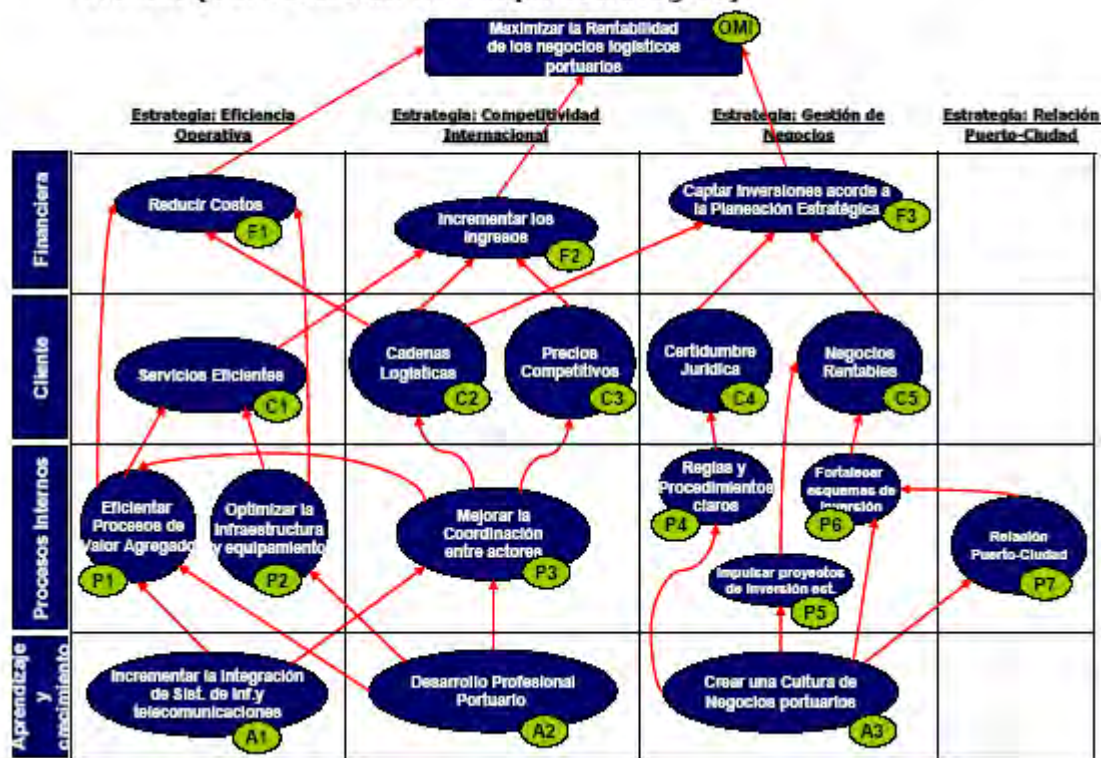 Maximizar la Rentabilidad
de los negocios logísticos
portuarios
OMI
Estrategia: Eficiencia
Operativa
Estrategia: Competitividad
Internacional
Estrategia: Gestión de
Negocios
Estrategia: Relación
Puerto-Ciudad
Financiera
Reducir Costos
F1
Incrementar los
Ingresos
F2
Captar Inversiones acorde a
la Planeación Estratégica
F3
Cliente
Servicios Eficientes
C1
Cadenas
Logísticas
C2
Precios
Competitivos
C3
Certidumbre
Jurídica
C4
Negocios
Rentables
C5
Procesos Internos
Eficientar
Procesos de
Valor Agregado
P1
Optimizar la
Infraestructura
y equipamiento
P2
Mejorar la
Coordinación
entre actores
P3
Reglas y
Procedimientos
claros
P4
Impulsar proyectos
de inversión est.
P5
Fortalecer
esquemas de
inversión
P6
Relación
Puerto-Ciudad
P7
Aprendizaje
y
crecimiento
Incrementar la Integración
de Sist. de Inf.y
telecomunicaciones
A1
Desarrollo Profesional
Portuario
A2
Crear una Cultura de
Negocios portuarios
A3